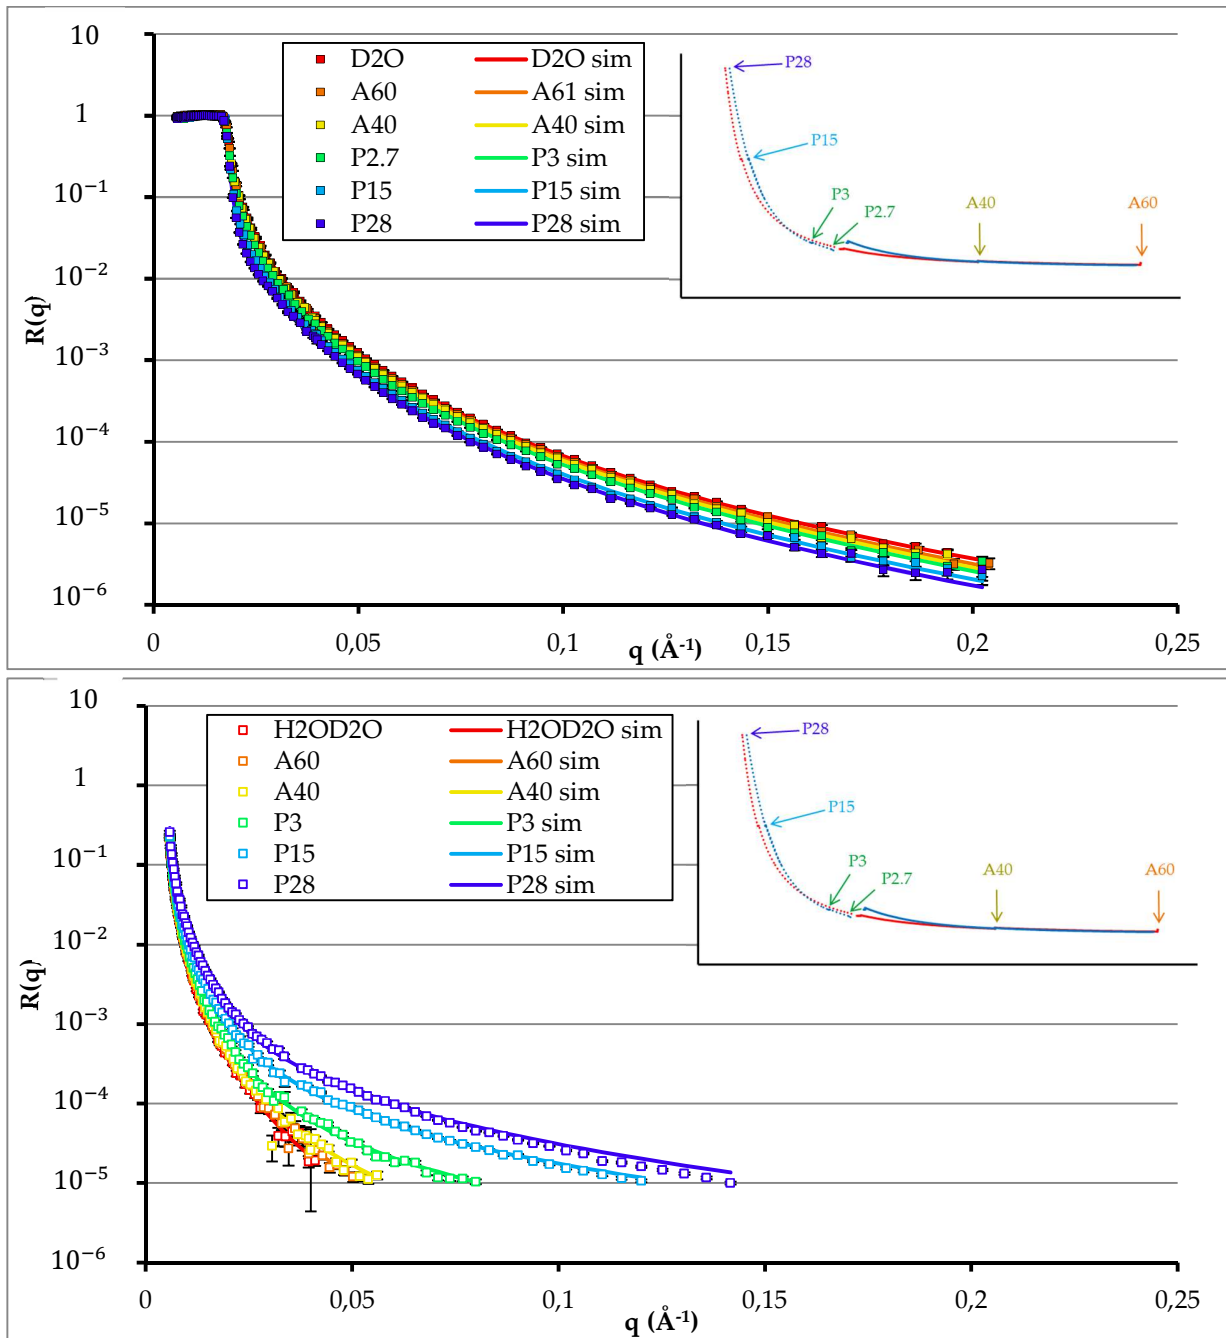 10
1
10⁻¹
10⁻²
10⁻³
10⁻⁴
10⁻⁵
10⁻⁶
R(q)
D2O D2O sim
A60 A61 sim
A40 A40 sim
P2.7 P3 sim
P15 P15 sim
P28 P28 sim
P28
P15
P3
P2.7
A40
A60
0 0,05 0,1 0,15 0,2 0,25
q (Å⁻¹)
10
1
10⁻¹
10⁻²
10⁻³
10⁻⁴
10⁻⁵
10⁻⁶
R(q)
H2OD2O H2OD2O sim
A60 A60 sim
A40 A40 sim
P3 P3 sim
P15 P15 sim
P28 P28 sim
P28
P15
P3
P2.7
A40
A60
0 0,05 0,1 0,15 0,2 0,25
q (Å⁻¹)